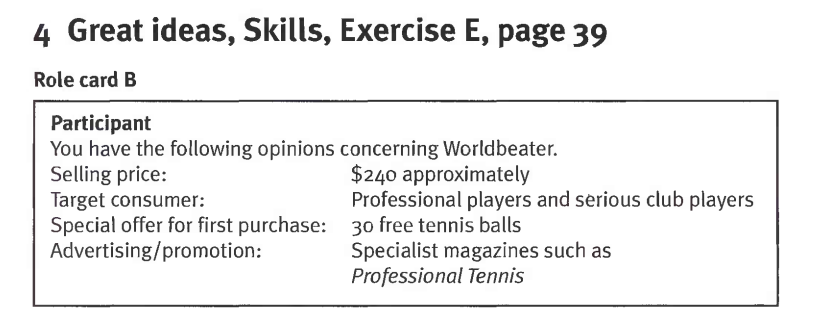 4 Great ideas, Skills, Exercise E, page 39
Role card B
Participant
You have the following opinions concerning Worldbeater.
Selling price: $240 approximately
Target consumer: Professional players and serious club players
Special offer for first purchase: 30 free tennis balls
Advertising/promotion: Specialist magazines such as
Professional Tennis